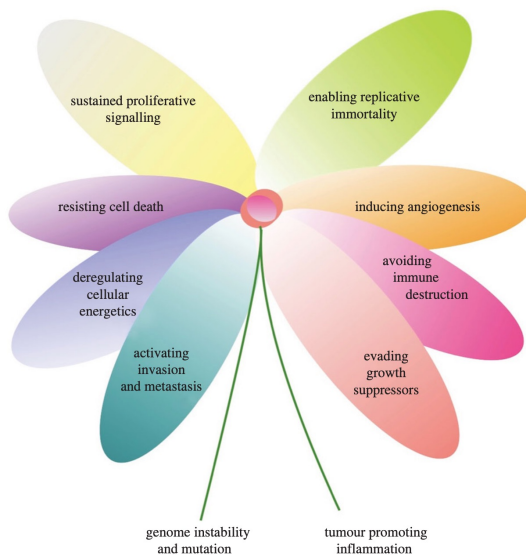 sustained proliferative
signalling
enabling replicative
immortality
resisting cell death
inducing angiogenesis
deregulating
cellular
energetics
avoiding
immune
destruction
activating
invasion
and metastasis
evading
growth
suppressors
genome instability
and mutation
tumour promoting
inflammation